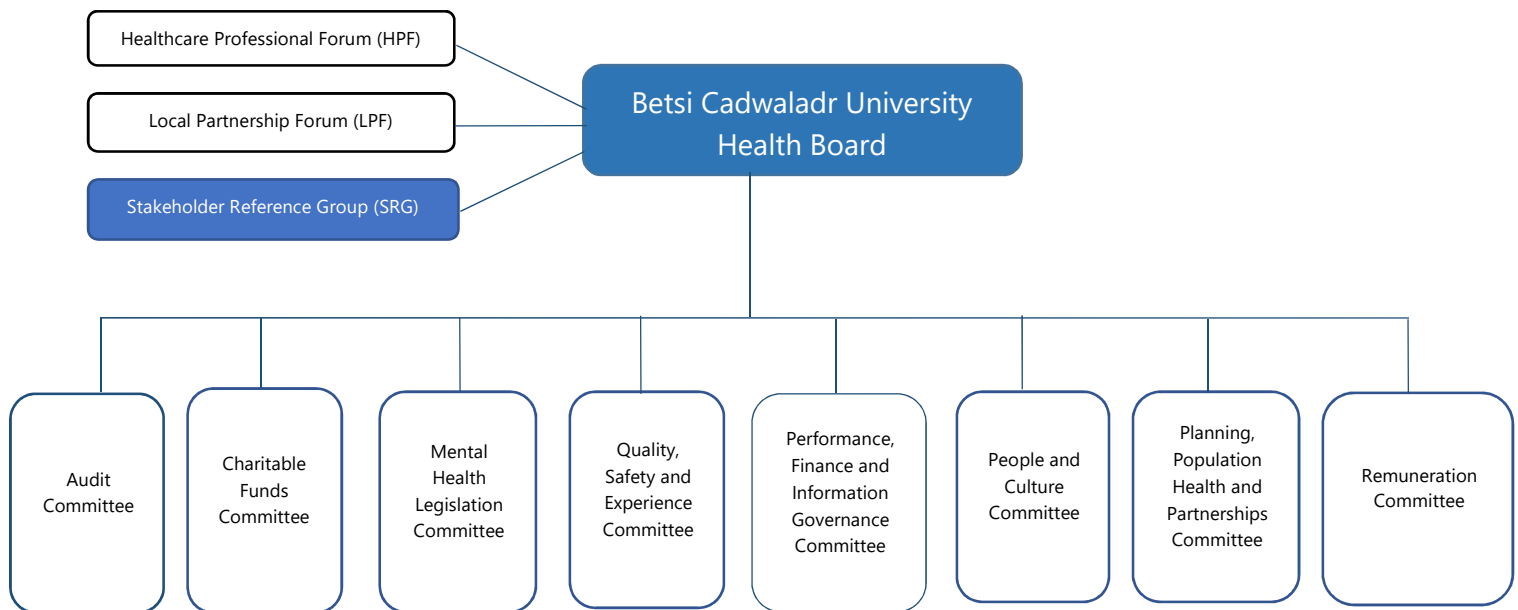 Healthcare Professional Forum (HPF)
Local Partnership Forum (LPF)
Stakeholder Reference Group (SRG)
Betsi Cadwaladr University
Health Board
Audit
Committee
Charitable
Funds
Committee
Mental
Health
Legislation
Committee
Quality,
Safety and
Experience
Committee
Performance,
Finance and
Information
Governance
Committee
People and
Culture
Committee
Planning,
Population
Health and
Partnerships
Committee
Remuneration
Committee